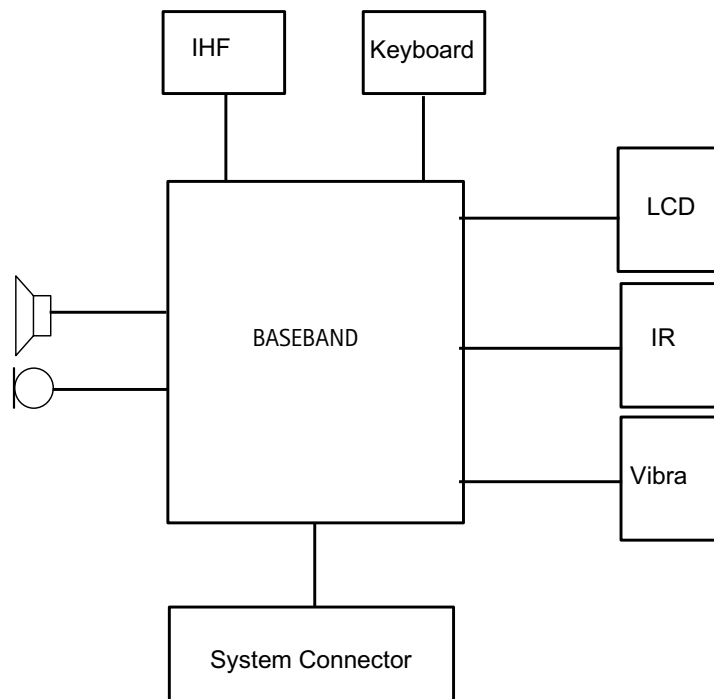 IHF
Keyboard
LCD
BASEBAND
IR
Vibra
System Connector